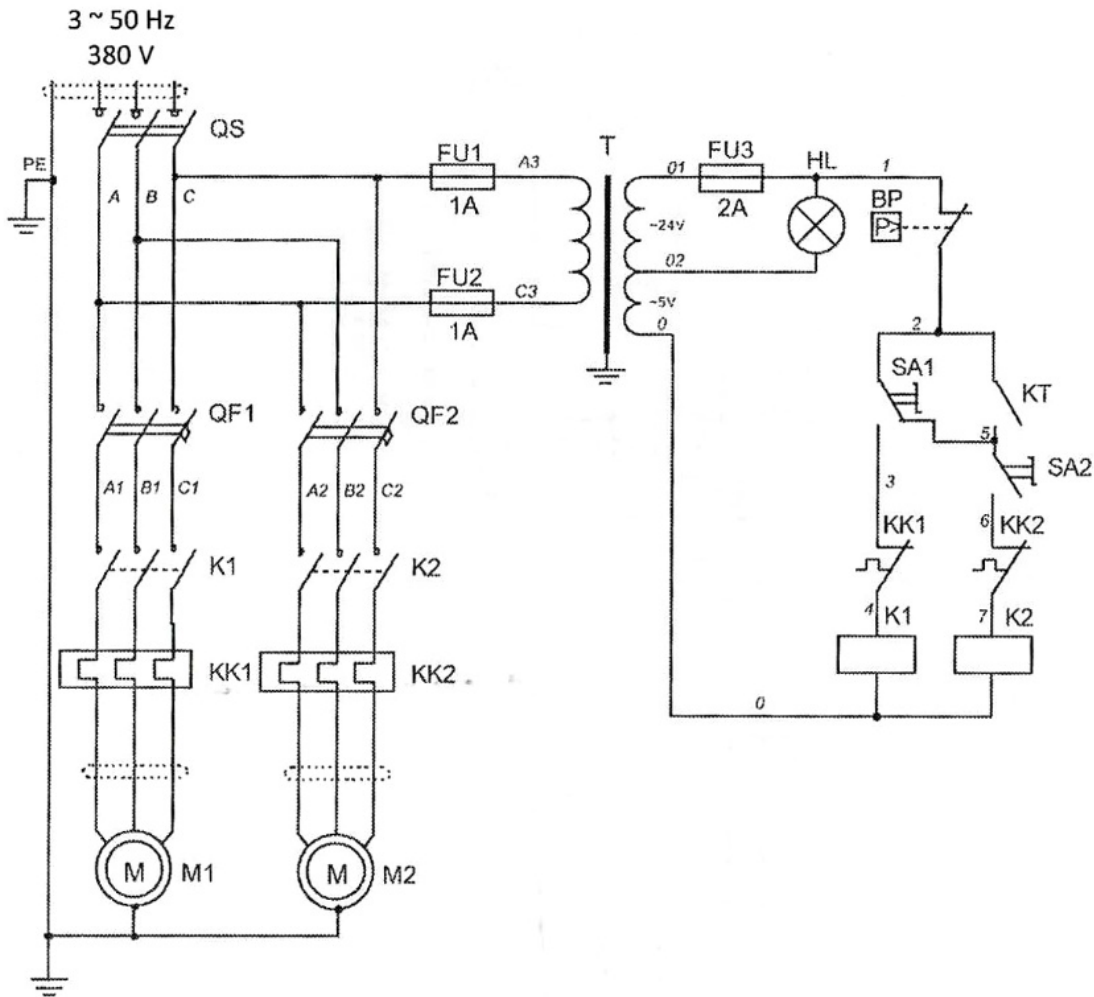 3 ~ 50 Hz
380 V
QS
PE
A
B
C
FU1
1A
A3
T
01
FU3
2A
HL
1
BP
P
~24V
02
FU2
1A
C3
~5V
0
2
SA1
KT
5
SA2
QF1
QF2
A1
B1
C1
A2
B2
C2
3
KK1
6
KK2
K1
K2
4
K1
7
K2
KK1
KK2
0
M
M1
M
M2